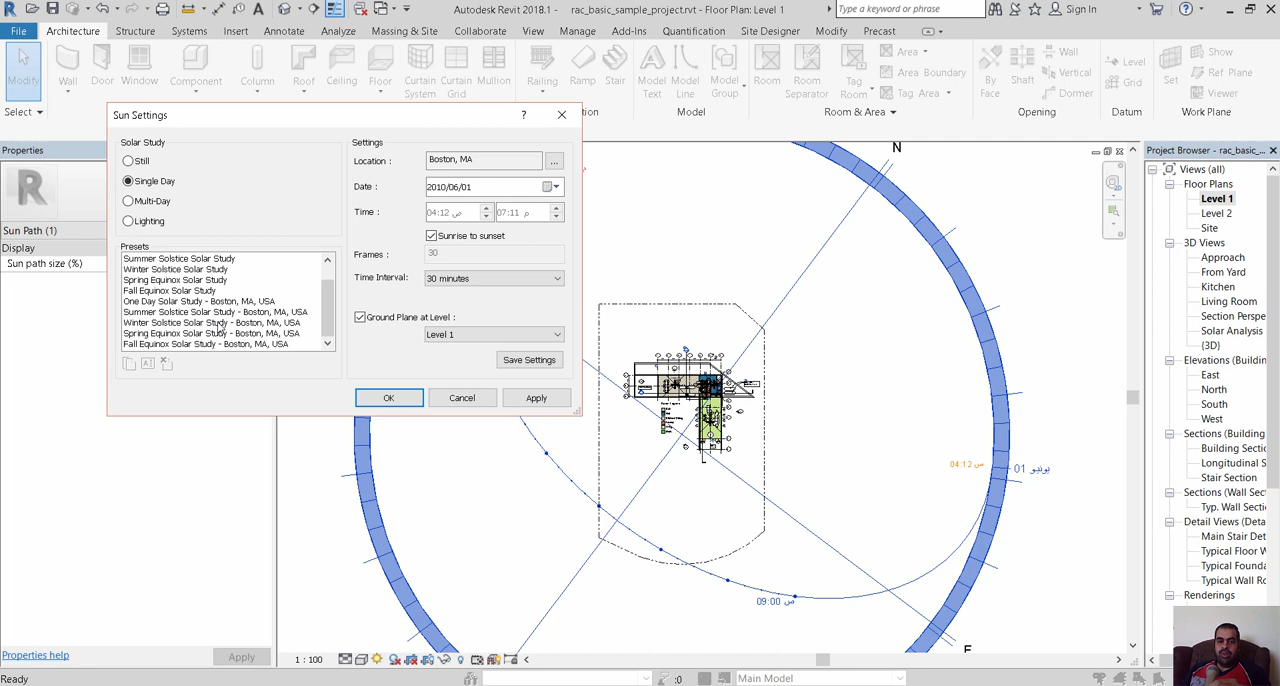 Autodesk Revit 2018.1 - rac_basic_sample_project.rvt - Floor Plan: Level 1
Type a keyword or phrase
Sign In
File Architecture Structure Systems Insert Annotate Analyze Massing & Site Collaborate View Manage Add-Ins Quantification Site Designer Modify Precast
Modify
Wall
Door
Window
Component
Column
Roof
Ceiling
Floor
Curtain System
Curtain Grid
Mullion
Railing
Ramp
Stair
Model Text
Model Line
Model Group
Room
Room Separator
Tag Room
Area
Area Boundary
Tag Area
By Face
Shaft
Wall
Vertical
Dormer
Level
Grid
Set
Show
Ref Plane
Viewer
Select
Model
Room & Area
Opening
Datum
Work Plane
Properties
R
Sun Path (1)
Display
Sun path size (%)
Properties help
Apply
Ready
Sun Settings
Solar Study
Still
Single Day
Multi-Day
Lighting
Presets
Summer Solstice Solar Study
Winter Solstice Solar Study
Spring Equinox Solar Study
Fall Equinox Solar Study
One Day Solar Study - Boston, MA, USA
Summer Solstice Solar Study - Boston, MA, USA
Winter Solstice Solar Study - Boston, MA, USA
Spring Equinox Solar Study - Boston, MA, USA
Fall Equinox Solar Study - Boston, MA, USA
Settings
Location : Boston, MA ...
Date : 2010/06/01
Time : 04:12 ص 07:11 م
Sunrise to sunset
Frames : 30
Time Interval: 30 minutes
Ground Plane at Level :
Level 1
Save Settings
OK Cancel Apply
N
04:12 ص
يونيو 01
09:00 ص
E
1 : 100
:0
Main Model
Project Browser - rac_basic_...
Views (all)
Floor Plans
Level 1
Level 2
Site
3D Views
Approach
From Yard
Kitchen
Living Room
Section Perspe
Solar Analysis
{3D}
Elevations (Building
East
North
South
West
Sections (Building
Building Sectio
Longitudinal S
Stair Section
Sections (Wall Sect
Typ. Wall Secti
Detail Views (Deta
Main Stair Det
Typical Floor W
Typical Founda
Typical Wall Ro
Renderings